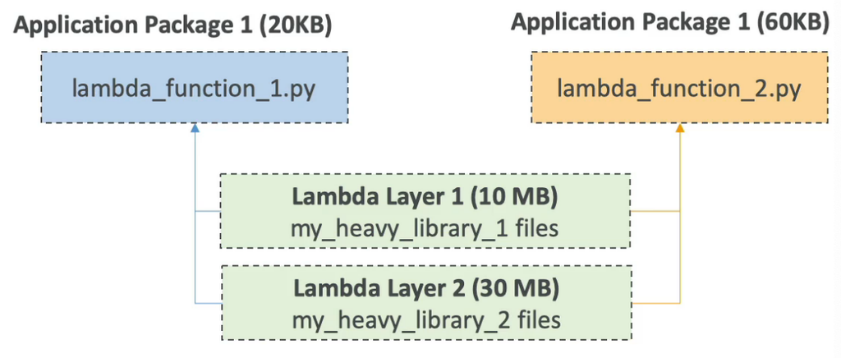 Application Package 1 (20KB)
Application Package 1 (60KB)
lambda_function_1.py
lambda_function_2.py
Lambda Layer 1 (10 MB)
my_heavy_library_1 files
Lambda Layer 2 (30 MB)
my_heavy_library_2 files